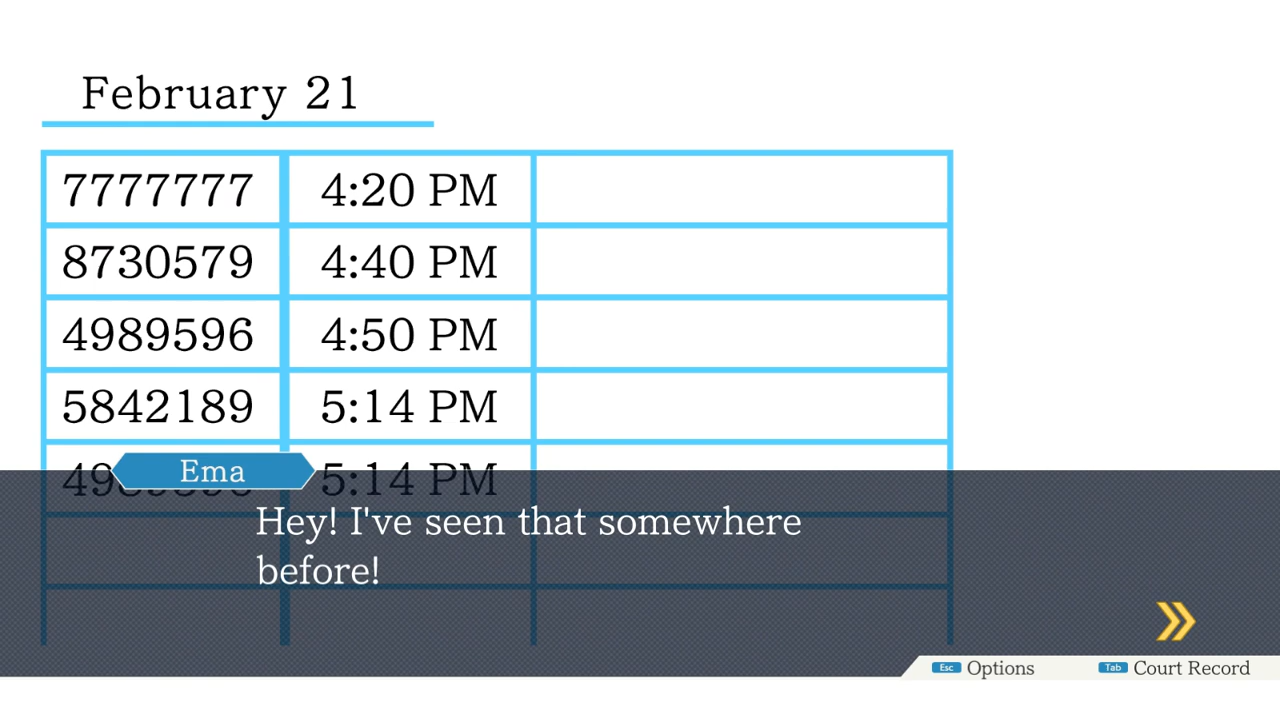 February 21
7777777 4:20 PM
8730579 4:40 PM
4989596 4:50 PM
5842189 5:14 PM
4989596 5:14 PM
Ema
Hey! I've seen that somewhere
before!
Esc Options Tab Court Record